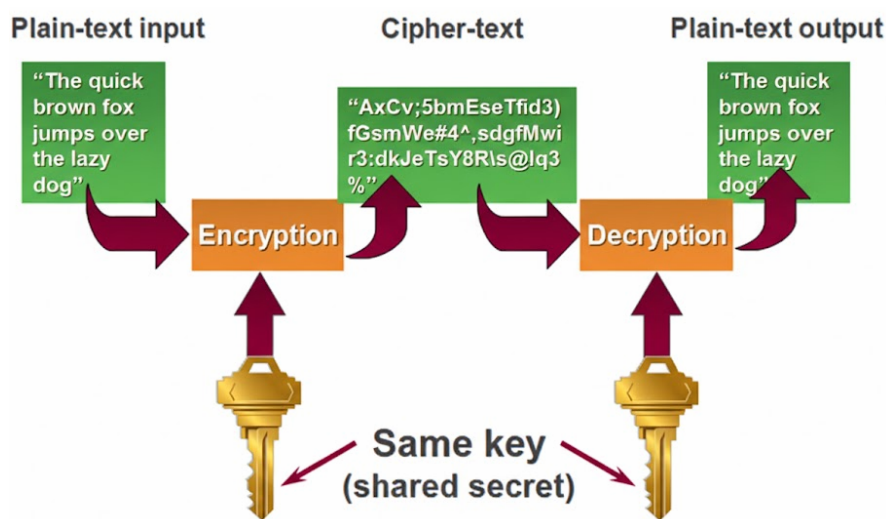 Plain-text input
Cipher-text
Plain-text output
“The quick
brown fox
jumps over
the lazy
dog”
“AxCv;5bmEseTfid3)
fGsmWe#4^,sdgfMwi
r3:dkJeTsY8R\s@lq3
%”
“The quick
brown fox
jumps over
the lazy
dog”
Encryption
Decryption
Same key
(shared secret)